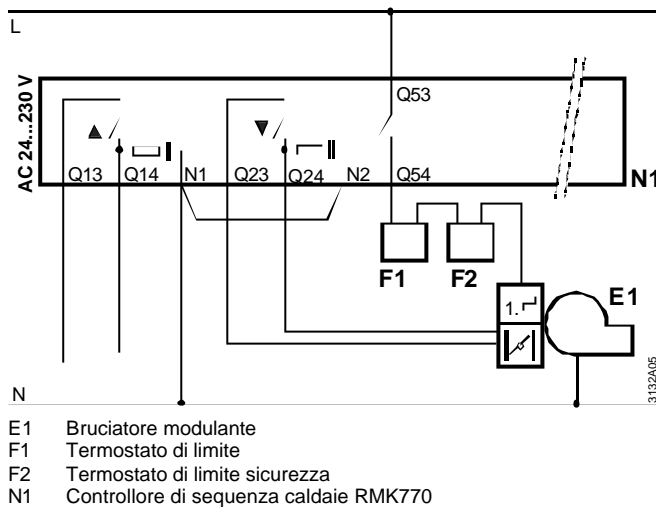 L
AC 24...230 V
Q53
Q13 Q14 N1 Q23 Q24 N2 Q54
N1
F1 F2
E1
1.
3132A05
N
E1 Bruciatore modulante
F1 Termostato di limite
F2 Termostato di limite sicurezza
N1 Controllore di sequenza caldaie RMK770